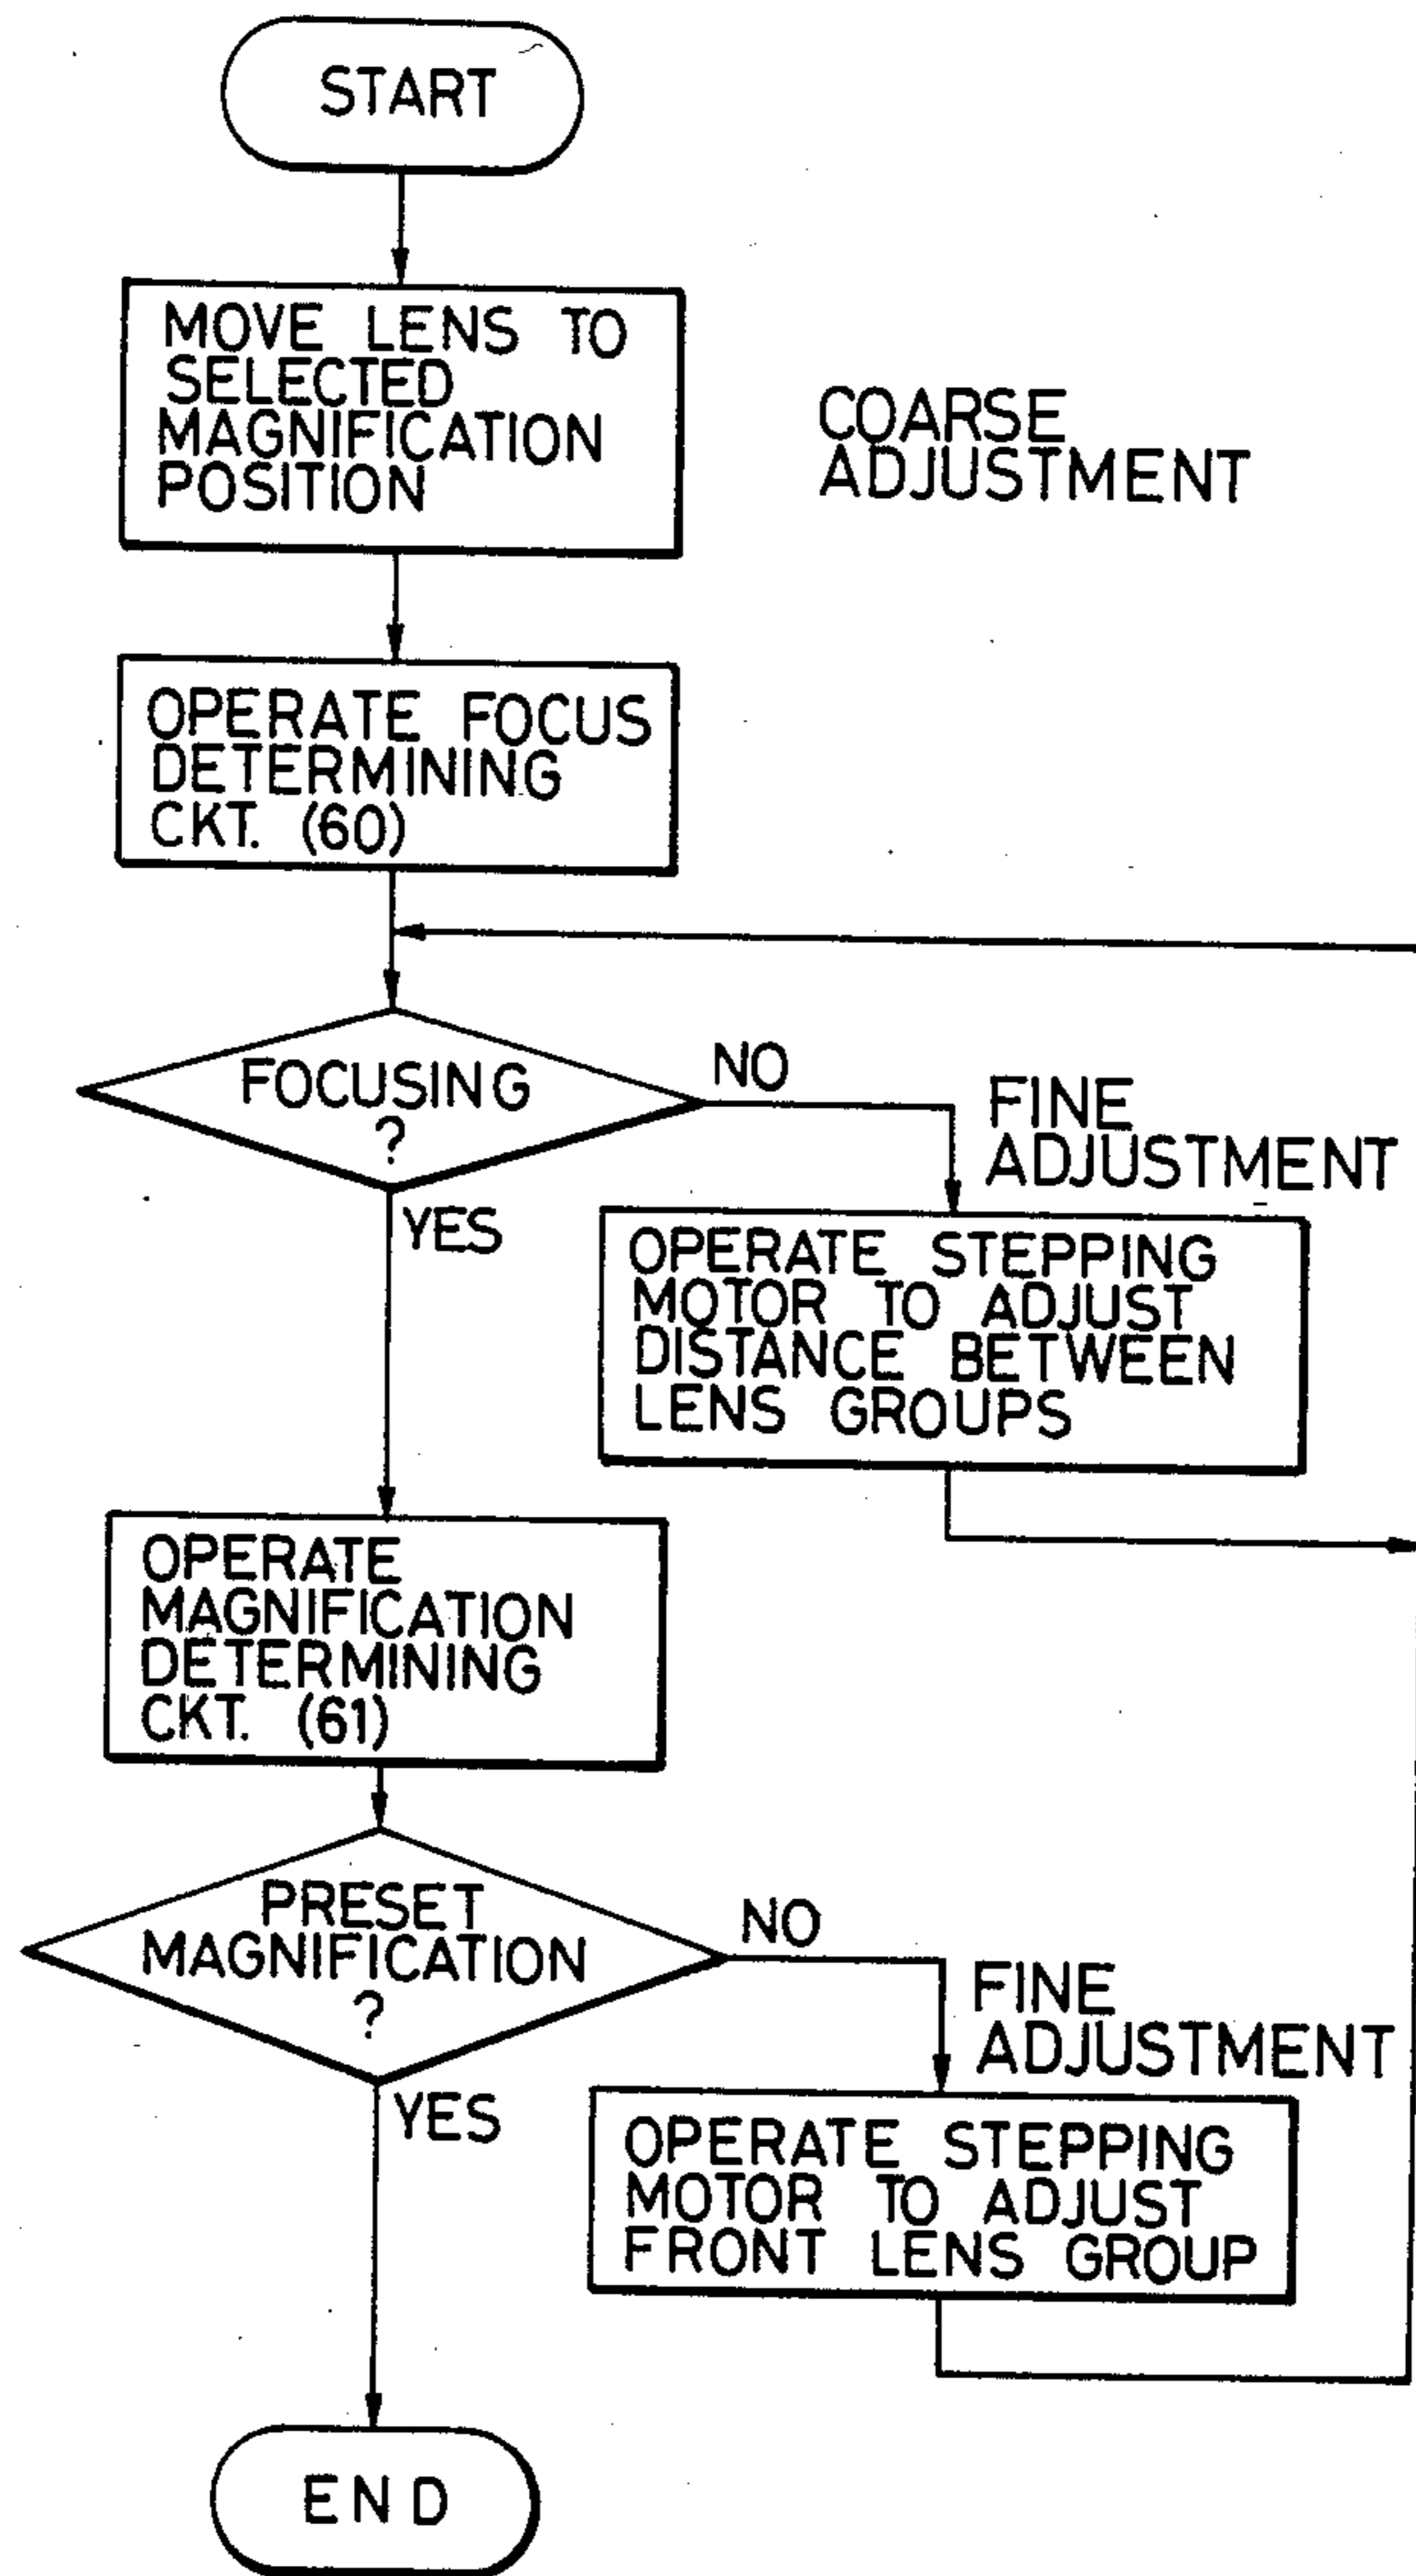 START
MOVE LENS TO
SELECTED
MAGNIFICATION
POSITION
COARSE
ADJUSTMENT
OPERATE FOCUS
DETERMINING
CKT. (60)
FOCUSING
?
NO
YES
FINE
ADJUSTMENT
OPERATE STEPPING
MOTOR TO ADJUST
DISTANCE BETWEEN
LENS GROUPS
OPERATE
MAGNIFICATION
DETERMINING
CKT. (61)
PRESET
MAGNIFICATION
?
NO
YES
FINE
ADJUSTMENT
OPERATE STEPPING
MOTOR TO ADJUST
FRONT LENS GROUP
END